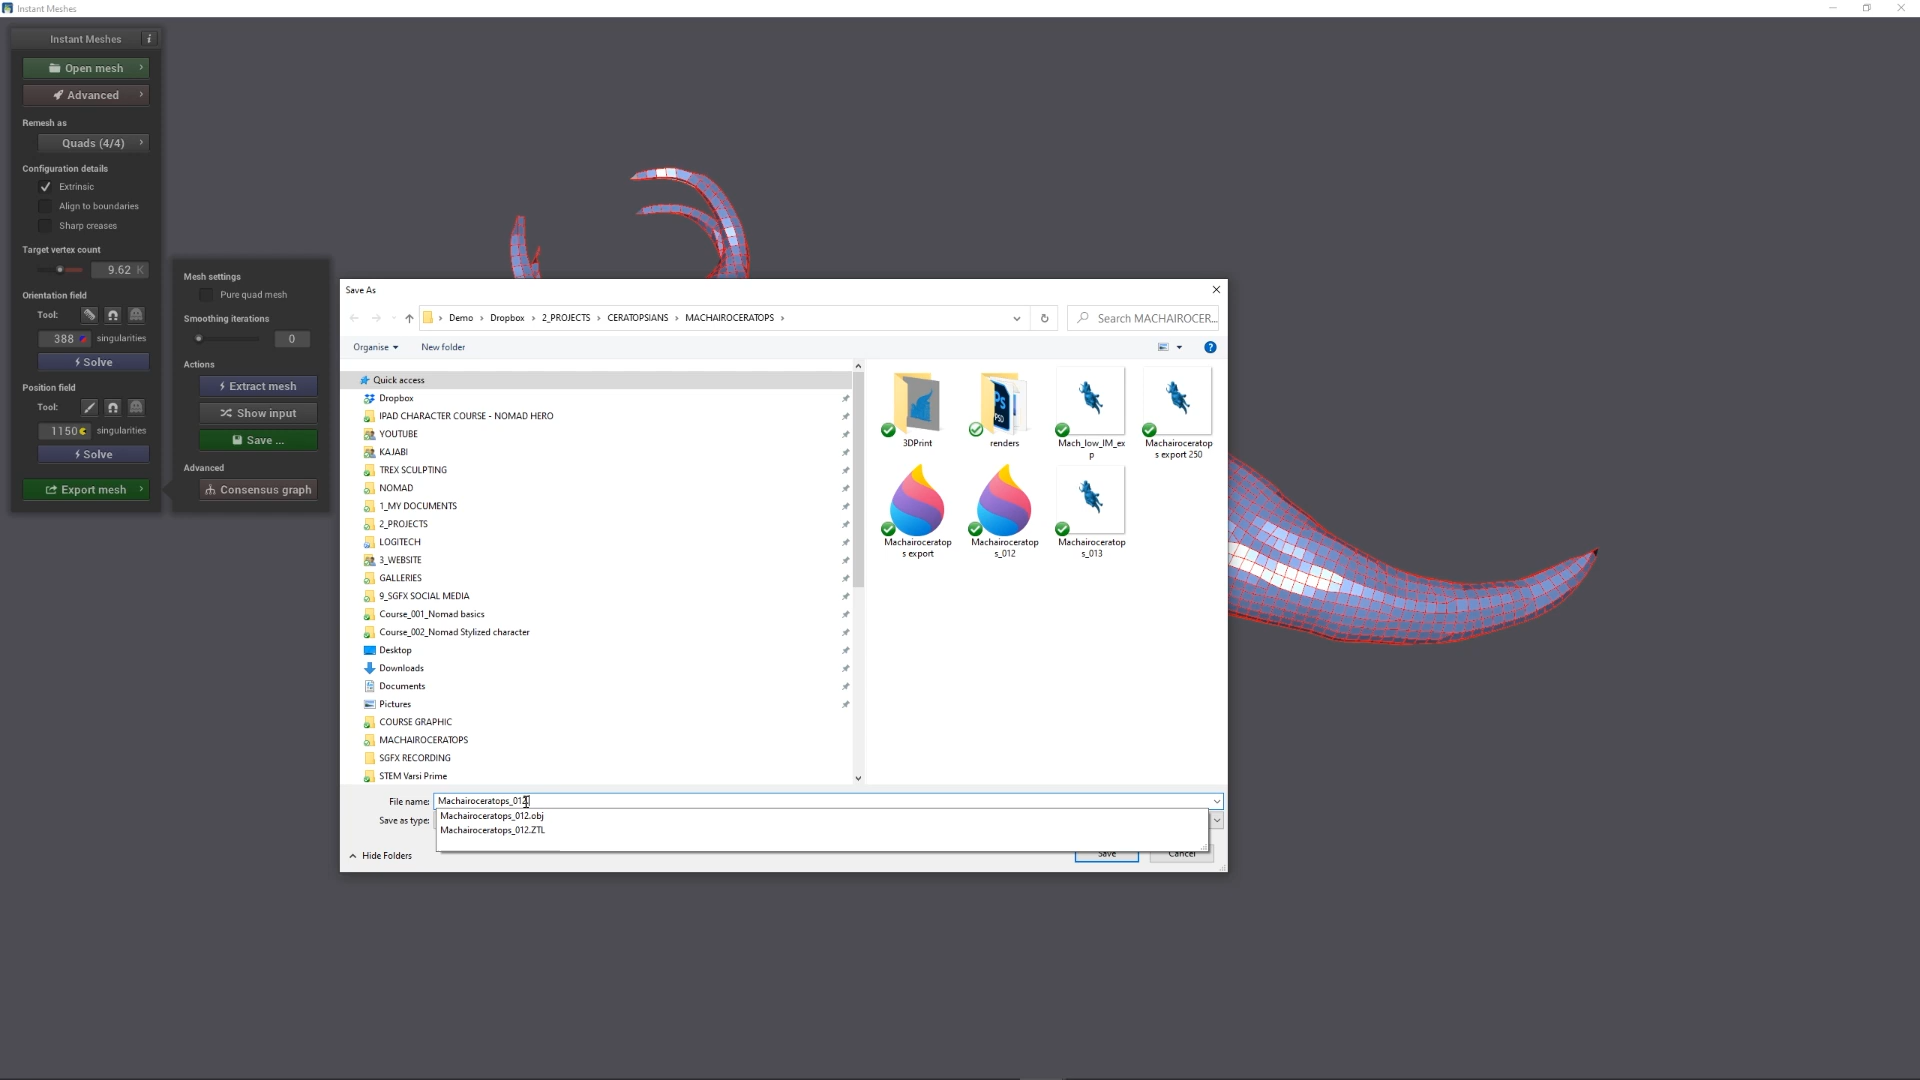 Instant Meshes
Instant Meshes
i
Open mesh
Advanced
Remesh as
Quads (4/4)
Configuration details
Extrinsic
Align to boundaries
Sharp creases
Target vertex count
9.62 K
Orientation field
Tool:
388 singularities
Solve
Position field
Tool:
1150 singularities
Solve
Export mesh
Mesh settings
Pure quad mesh
Smoothing iterations
0
Actions
Extract mesh
Show input
Save ...
Advanced
Consensus graph
Save As
Demo › Dropbox › 2_PROJECTS › CERATOPSIANS › MACHAIROCERATOPS ›
Search MACHAIROCER...
Organise
New folder
Quick access
Dropbox
IPAD CHARACTER COURSE - NOMAD HERO
YOUTUBE
KAJABI
TREX SCULPTING
NOMAD
1_MY DOCUMENTS
2_PROJECTS
LOGITECH
3_WEBSITE
GALLERIES
9_SGFX SOCIAL MEDIA
Course_001_Nomad basics
Course_002_Nomad Stylized character
Desktop
Downloads
Documents
Pictures
COURSE GRAPHIC
MACHAIROCERATOPS
SGFX RECORDING
STEM Varsi Prime
3DPrint
Ps
PSD
renders
Mach_low_IM_ex
p
Machairoceratop
s export 250
Machairoceratop
s export
Machairoceratop
s_012
Machairoceratop
s_013
File name: Machairoceratops_012
Save as type:
Machairoceratops_012.obj
Machairoceratops_012.ZTL
Hide Folders
Save
Cancel